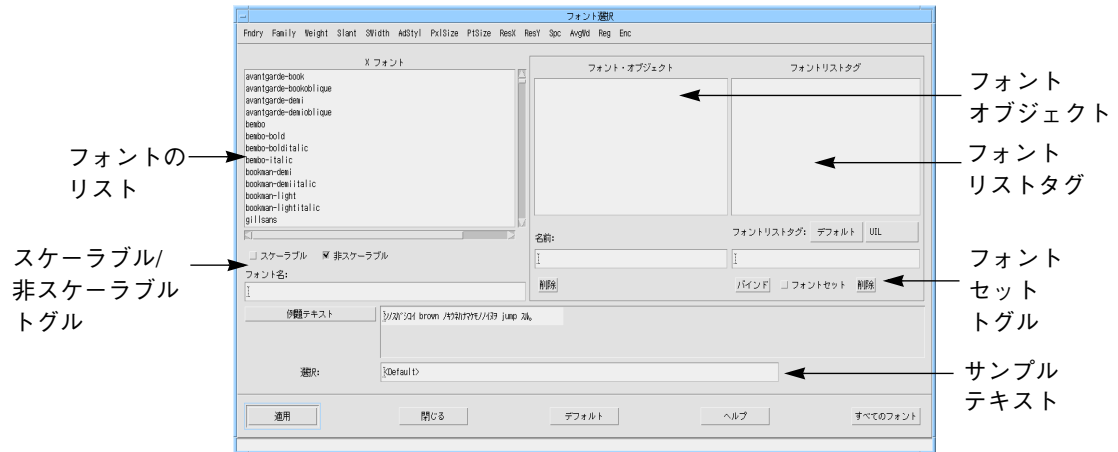 フォント選択
Fndry Family Weight Slant SWidth AdStyl PxlSize PtSize ResX ResY Spc AvgWd Reg Enc
X フォント
avantgarde-book
avantgarde-bookoblique
avantgarde-demi
avantgarde-demioblique
bembo
bembo-bold
bembo-bolditalic
bembo-italic
bookman-demi
bookman-demiitalic
bookman-light
bookman-lightitalic
gillsans
スケーラブル 非スケーラブル
フォント名:
フォント・オブジェクト
フォントリストタグ
名前:
削除
フォントリストタグ: デフォルト UIL
バインド フォントセット 削除
例題テキスト
brown
jump
選択: <Default>
適用 閉じる デフォルト ヘルプ すべてのフォント
フォントの
リスト
スケーラブル/
非スケーラブル
トグル
フォント
オブジェクト
フォント
リストタグ
フォント
セット
トグル
サンプル
テキスト